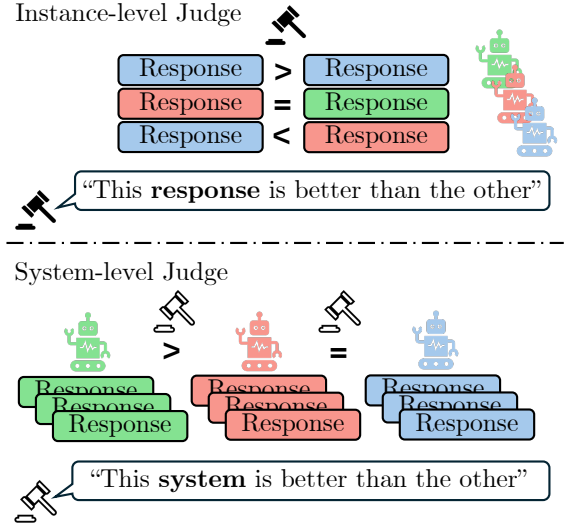 Instance-level Judge
Response > Response
Response = Response
Response < Response
“This response is better than the other”
System-level Judge
> =
Response Response Response
Response Response Response
Response Response Response
“This system is better than the other”